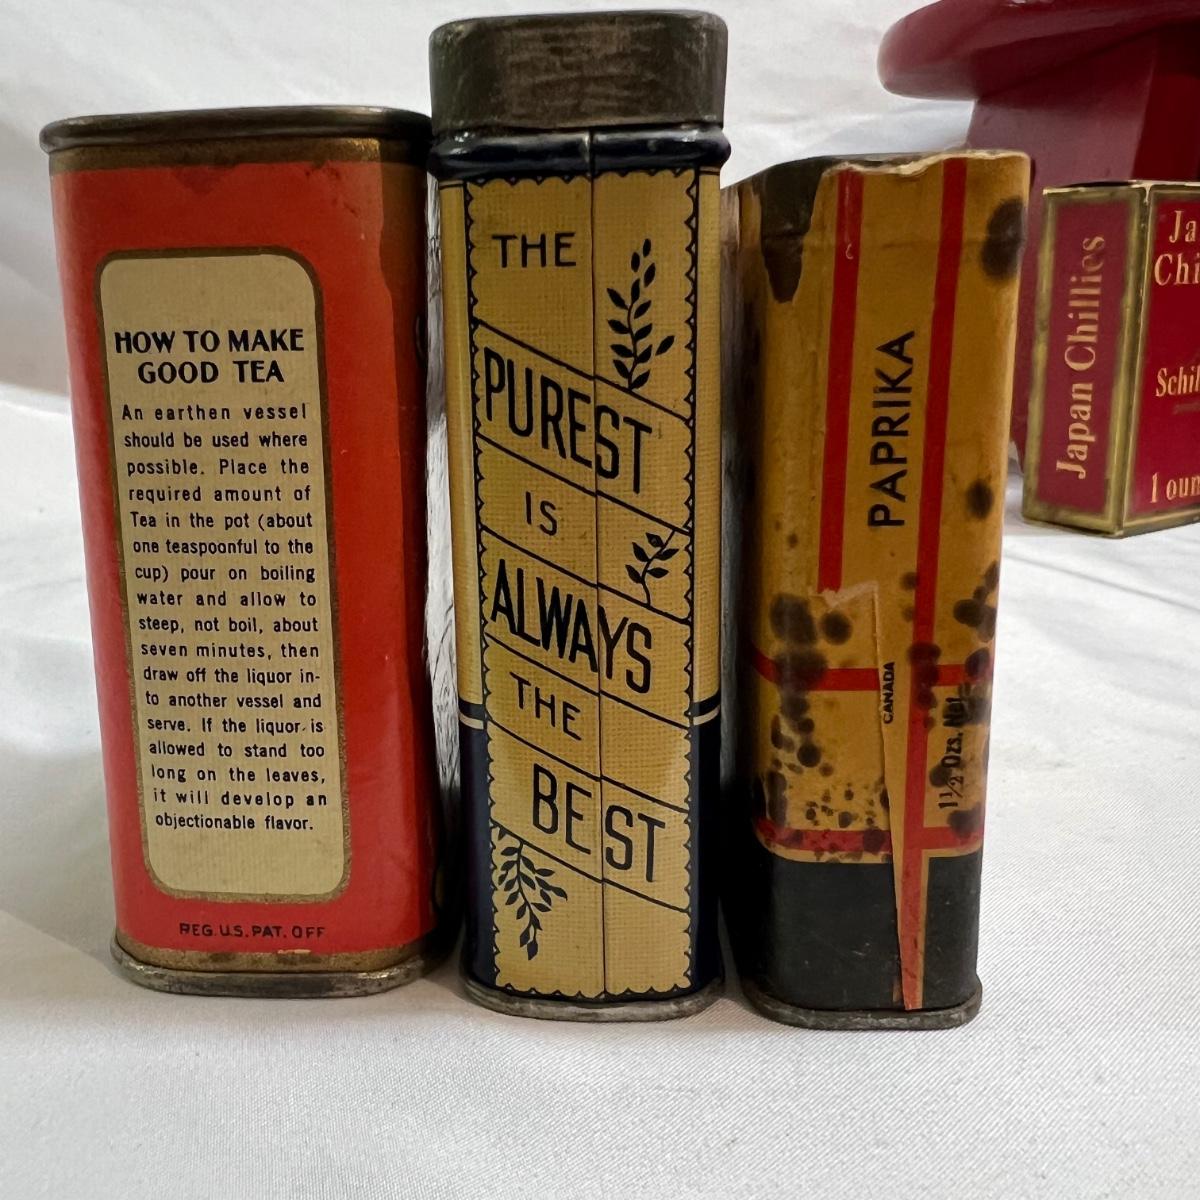 HOW TO MAKE
GOOD TEA
An earthen vessel
should be used where
possible. Place the
required amount of
Tea in the pot (about
one teaspoonful to the
cup) pour on boiling
water and allow to
steep, not boil, about
seven minutes, then
draw off the liquor in-
to another vessel and
serve. If the liquor is
allowed to stand too
long on the leaves,
it will develop an
objectionable flavor.
REG. U.S. PAT. OFF
THE
PUREST
IS
ALWAYS
THE
BEST
PAPRIKA
CANADA
1½ Ozs. Net
Japan Chillies
Ja
Chi
Schil
1 oun